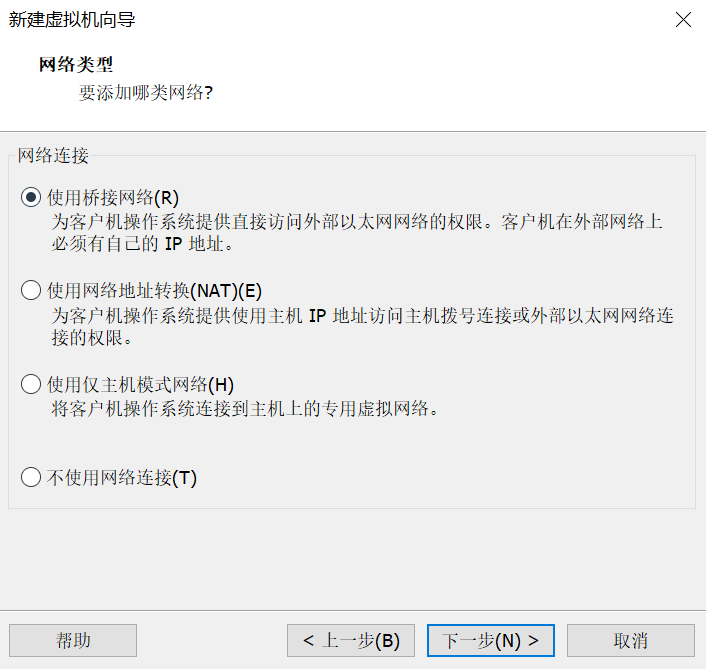 新建虚拟机向导
网络类型
要添加哪类网络?
网络连接
使用桥接网络(R)
为客户机操作系统提供直接访问外部以太网网络的权限。客户机在外部网络上
必须有自己的 IP 地址。
使用网络地址转换(NAT)(E)
为客户机操作系统提供使用主机 IP 地址访问主机拨号连接或外部以太网网络连
接的权限。
使用仅主机模式网络(H)
将客户机操作系统连接到主机上的专用虚拟网络。
不使用网络连接(T)
帮助
< 上一步(B)
下一步(N) >
取消